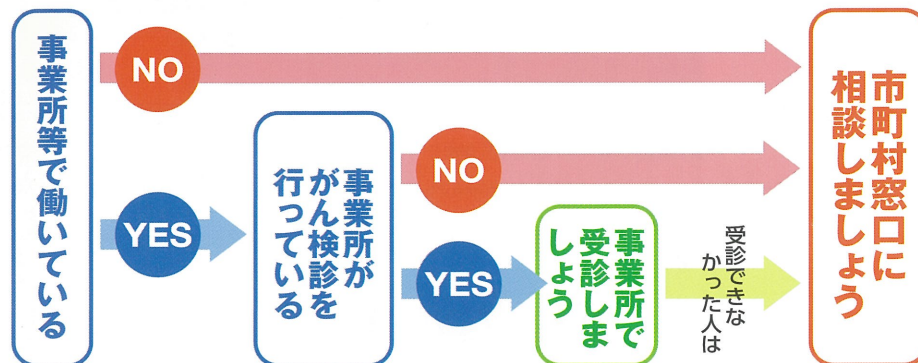 事業所等で働いている
NO
YES
事業所が
がん検診を
行っている
NO
YES
事業所で
受診しま
しょう
受診できな
かった人は
市町村窓口に
相談しましょう